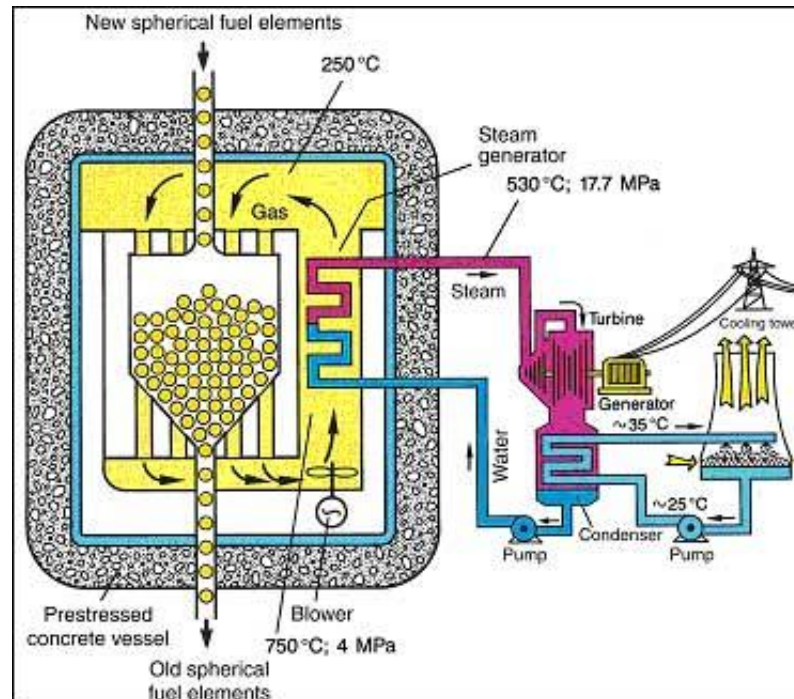 New spherical fuel elements
250°C
Steam
generator
530°C; 17.7 MPa
Gas
Steam
Turbine
Cooling towe
Generator
~35°C
Water
~25°C
Condenser
Pump
Pump
Prestressed
concrete vessel
Blower
750°C; 4 MPa
Old spherical
fuel elements